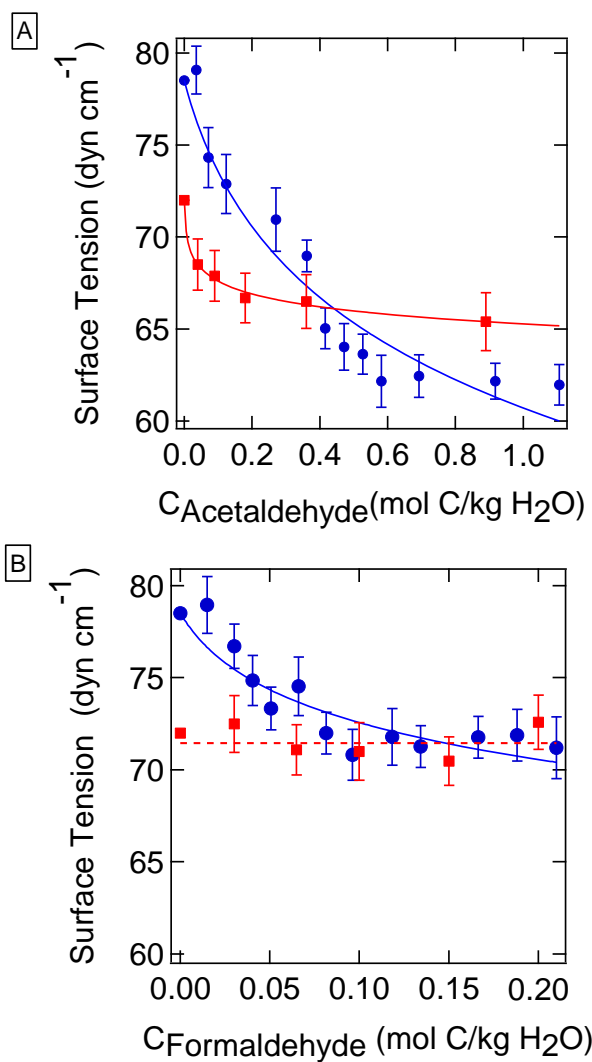 A
80
75
70
65
60
Surface Tension (dyn cm⁻¹)
0.0 0.2 0.4 0.6 0.8 1.0
C_Acetaldehyde (mol C/kg H₂O)
B
80
75
70
65
60
Surface Tension (dyn cm⁻¹)
0.00 0.05 0.10 0.15 0.20
C_Formaldehyde (mol C/kg H₂O)